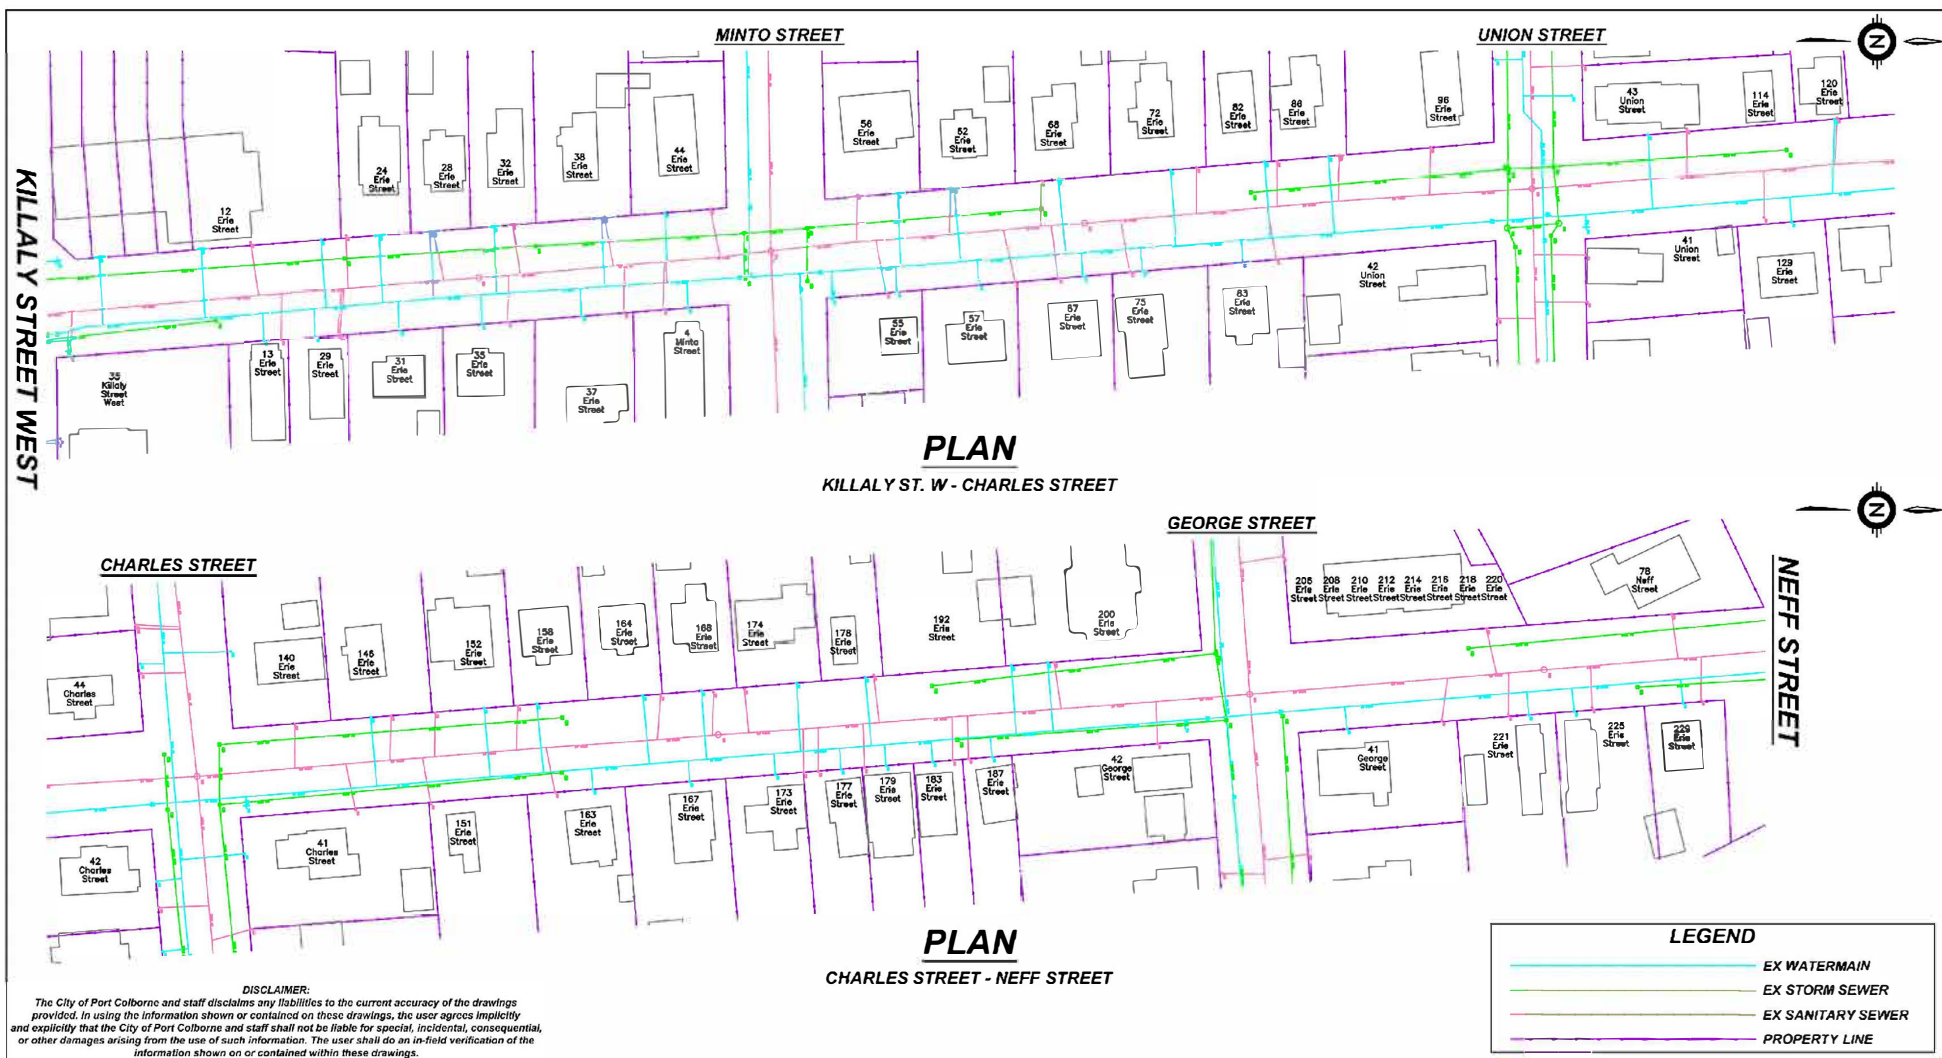 MINTO STREET
UNION STREET
N
KILLALY STREET WEST
12
Erie
Street
24
Erie
Street
28
Erie
Street
32
Erie
Street
38
Erie
Street
44
Erie
Street
56
Erie
Street
62
Erie
Street
68
Erie
Street
72
Erie
Street
82
Erie
Street
86
Erie
Street
96
Erie
Street
43
Union
Street
114
Erie
Street
120
Erie
Street
35
Killaly
Street
West
13
Erie
Street
29
Erie
Street
31
Erie
Street
35
Erie
Street
37
Erie
Street
4
Minto
Street
55
Erie
Street
57
Erie
Street
67
Erie
Street
75
Erie
Street
83
Erie
Street
42
Union
Street
41
Union
Street
129
Erie
Street
PLAN
KILLALY ST. W - CHARLES STREET
N
CHARLES STREET
GEORGE STREET
NEFF STREET
44
Charles
Street
140
Erie
Street
146
Erie
Street
152
Erie
Street
158
Erie
Street
164
Erie
Street
168
Erie
Street
174
Erie
Street
178
Erie
Street
192
Erie
Street
200
Erie
Street
206
Erie
Street
208
Erie
Street
210
Erie
Street
212
Erie
Street
214
Erie
Street
216
Erie
Street
218
Erie
Street
220
Erie
Street
78
Neff
Street
42
Charles
Street
41
Charles
Street
151
Erie
Street
163
Erie
Street
167
Erie
Street
173
Erie
Street
177
Erie
Street
179
Erie
Street
183
Erie
Street
187
Erie
Street
42
George
Street
41
George
Street
221
Erie
Street
225
Erie
Street
229
Erie
Street
PLAN
CHARLES STREET - NEFF STREET
DISCLAIMER:
The City of Port Colborne and staff disclaims any liabilities to the current accuracy of the drawings
provided. In using the information shown or contained on these drawings, the user agrees implicitly
and explicitly that the City of Port Colborne and staff shall not be liable for special, incidental, consequential,
or other damages arising from the use of such information. The user shall do an in-field verification of the
information shown on or contained within these drawings.
LEGEND
EX WATERMAIN
EX STORM SEWER
EX SANITARY SEWER
PROPERTY LINE